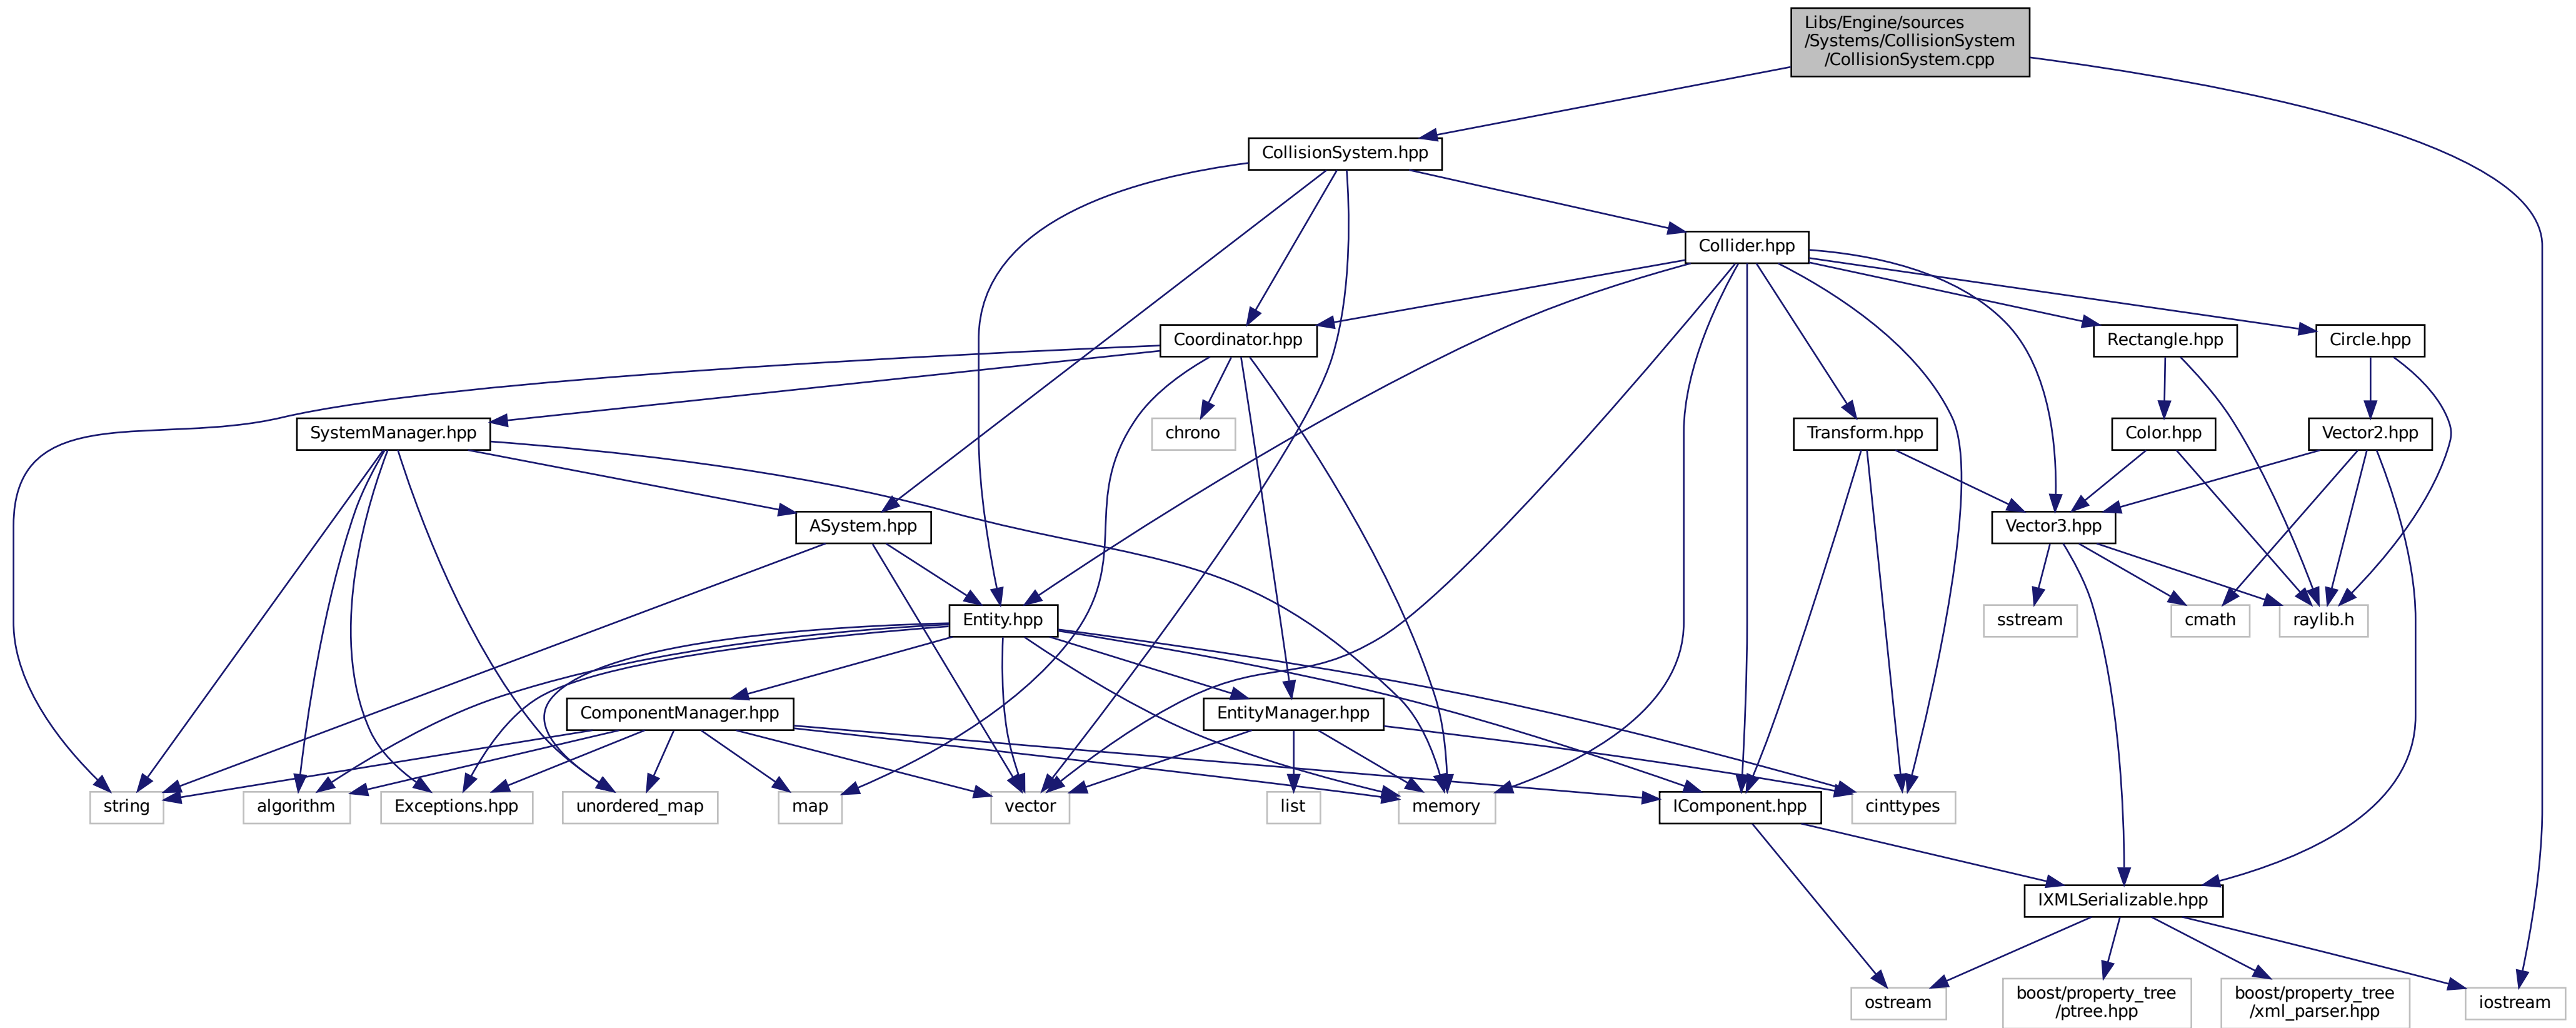 Libs/Engine/sources
/Systems/CollisionSystem
/CollisionSystem.cpp
CollisionSystem.hpp
Collider.hpp
Coordinator.hpp
Rectangle.hpp
Circle.hpp
SystemManager.hpp
chrono
Transform.hpp
Color.hpp
Vector2.hpp
ASystem.hpp
Vector3.hpp
Entity.hpp
sstream
cmath
raylib.h
ComponentManager.hpp
EntityManager.hpp
string
algorithm
Exceptions.hpp
unordered_map
map
vector
list
memory
IComponent.hpp
cinttypes
IXMLSerializable.hpp
ostream
boost/property_tree
/ptree.hpp
boost/property_tree
/xml_parser.hpp
iostream